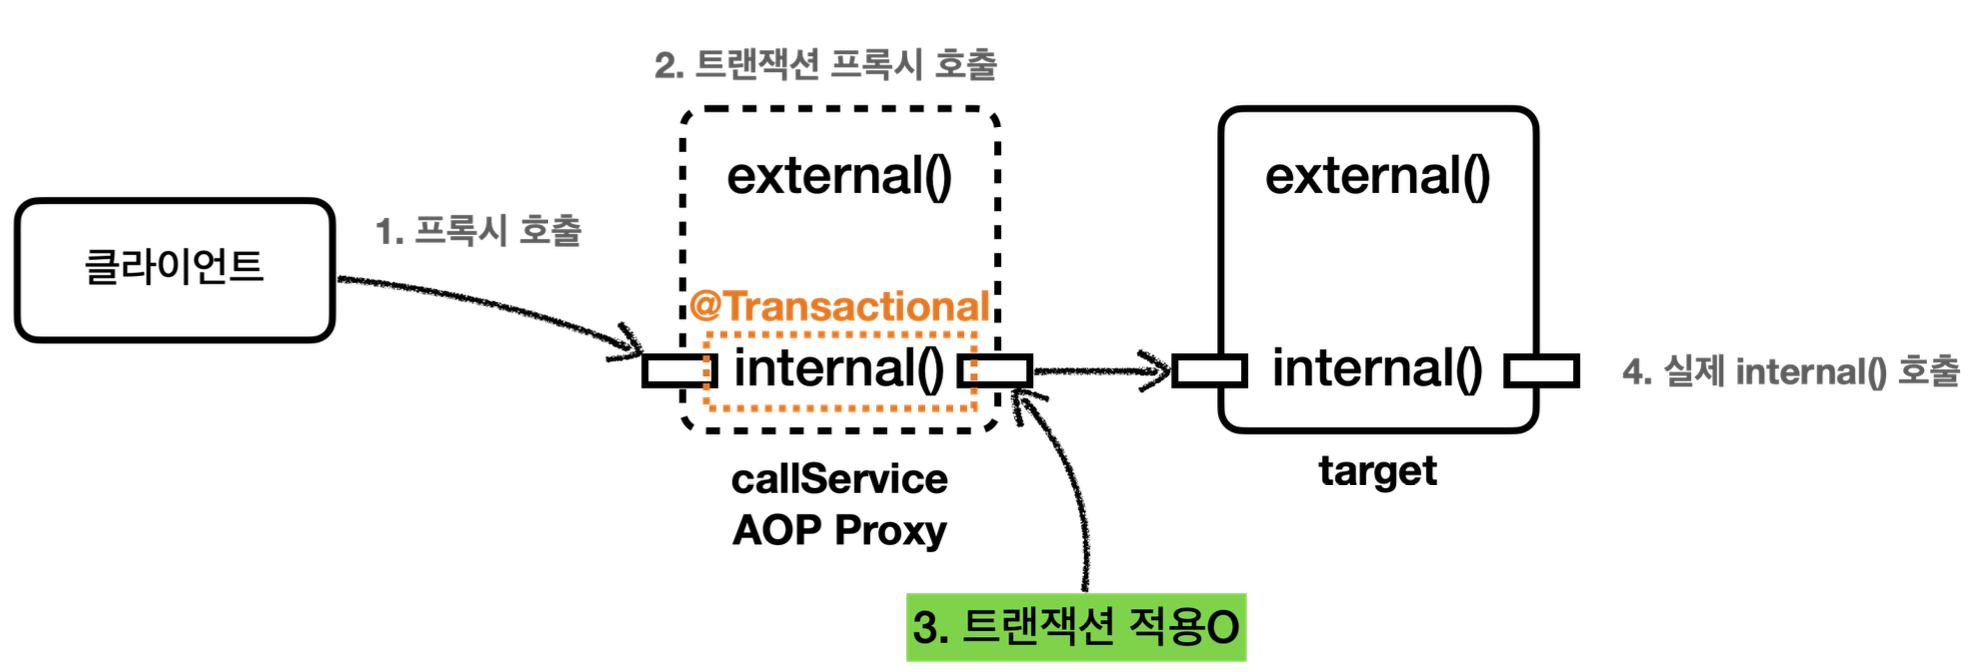 2. 트랜잭션 프록시 호출
external()
external()
1. 프록시 호출
클라이언트
@Transactional
internal()
internal()
4. 실제 internal() 호출
callService
AOP Proxy
target
3. 트랜잭션 적용O